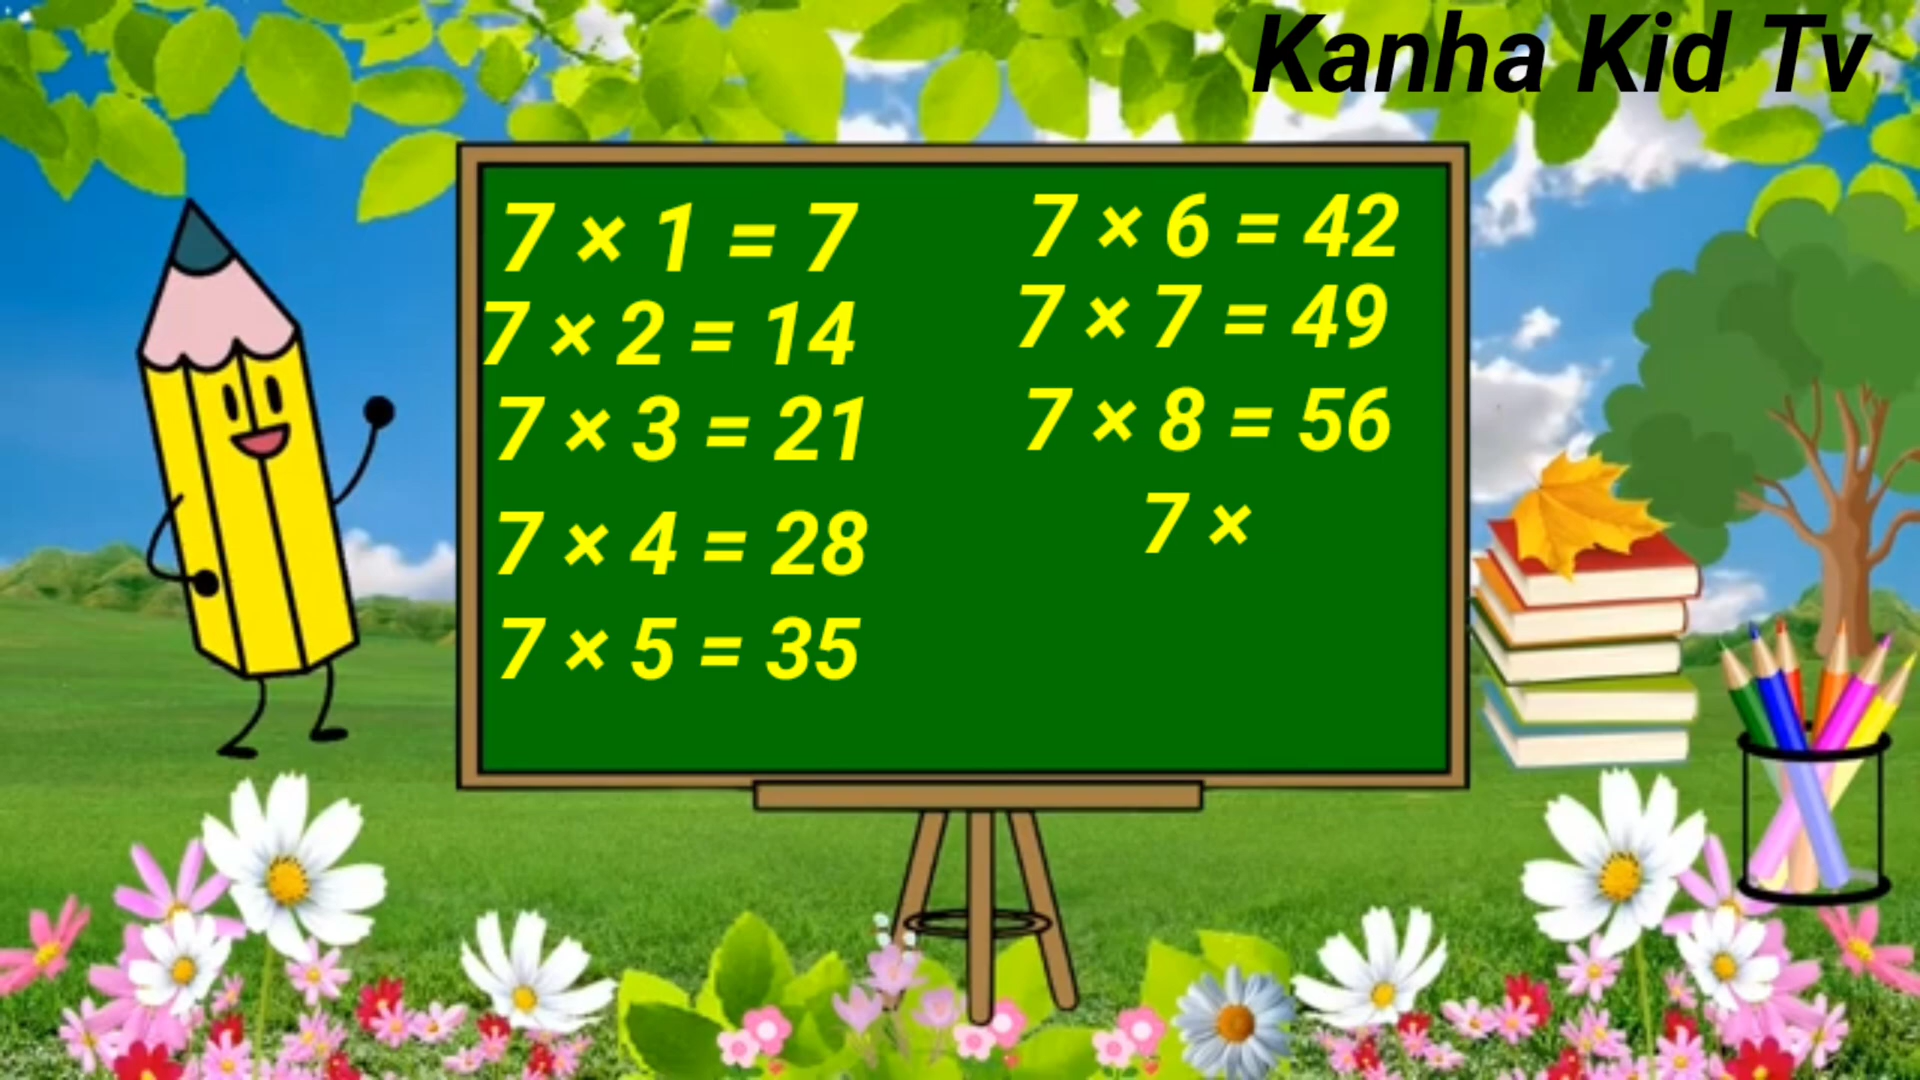 Kanha Kid Tv
7 × 1 = 7
7 × 2 = 14
7 × 3 = 21
7 × 4 = 28
7 × 5 = 35
7 × 6 = 42
7 × 7 = 49
7 × 8 = 56
7 ×